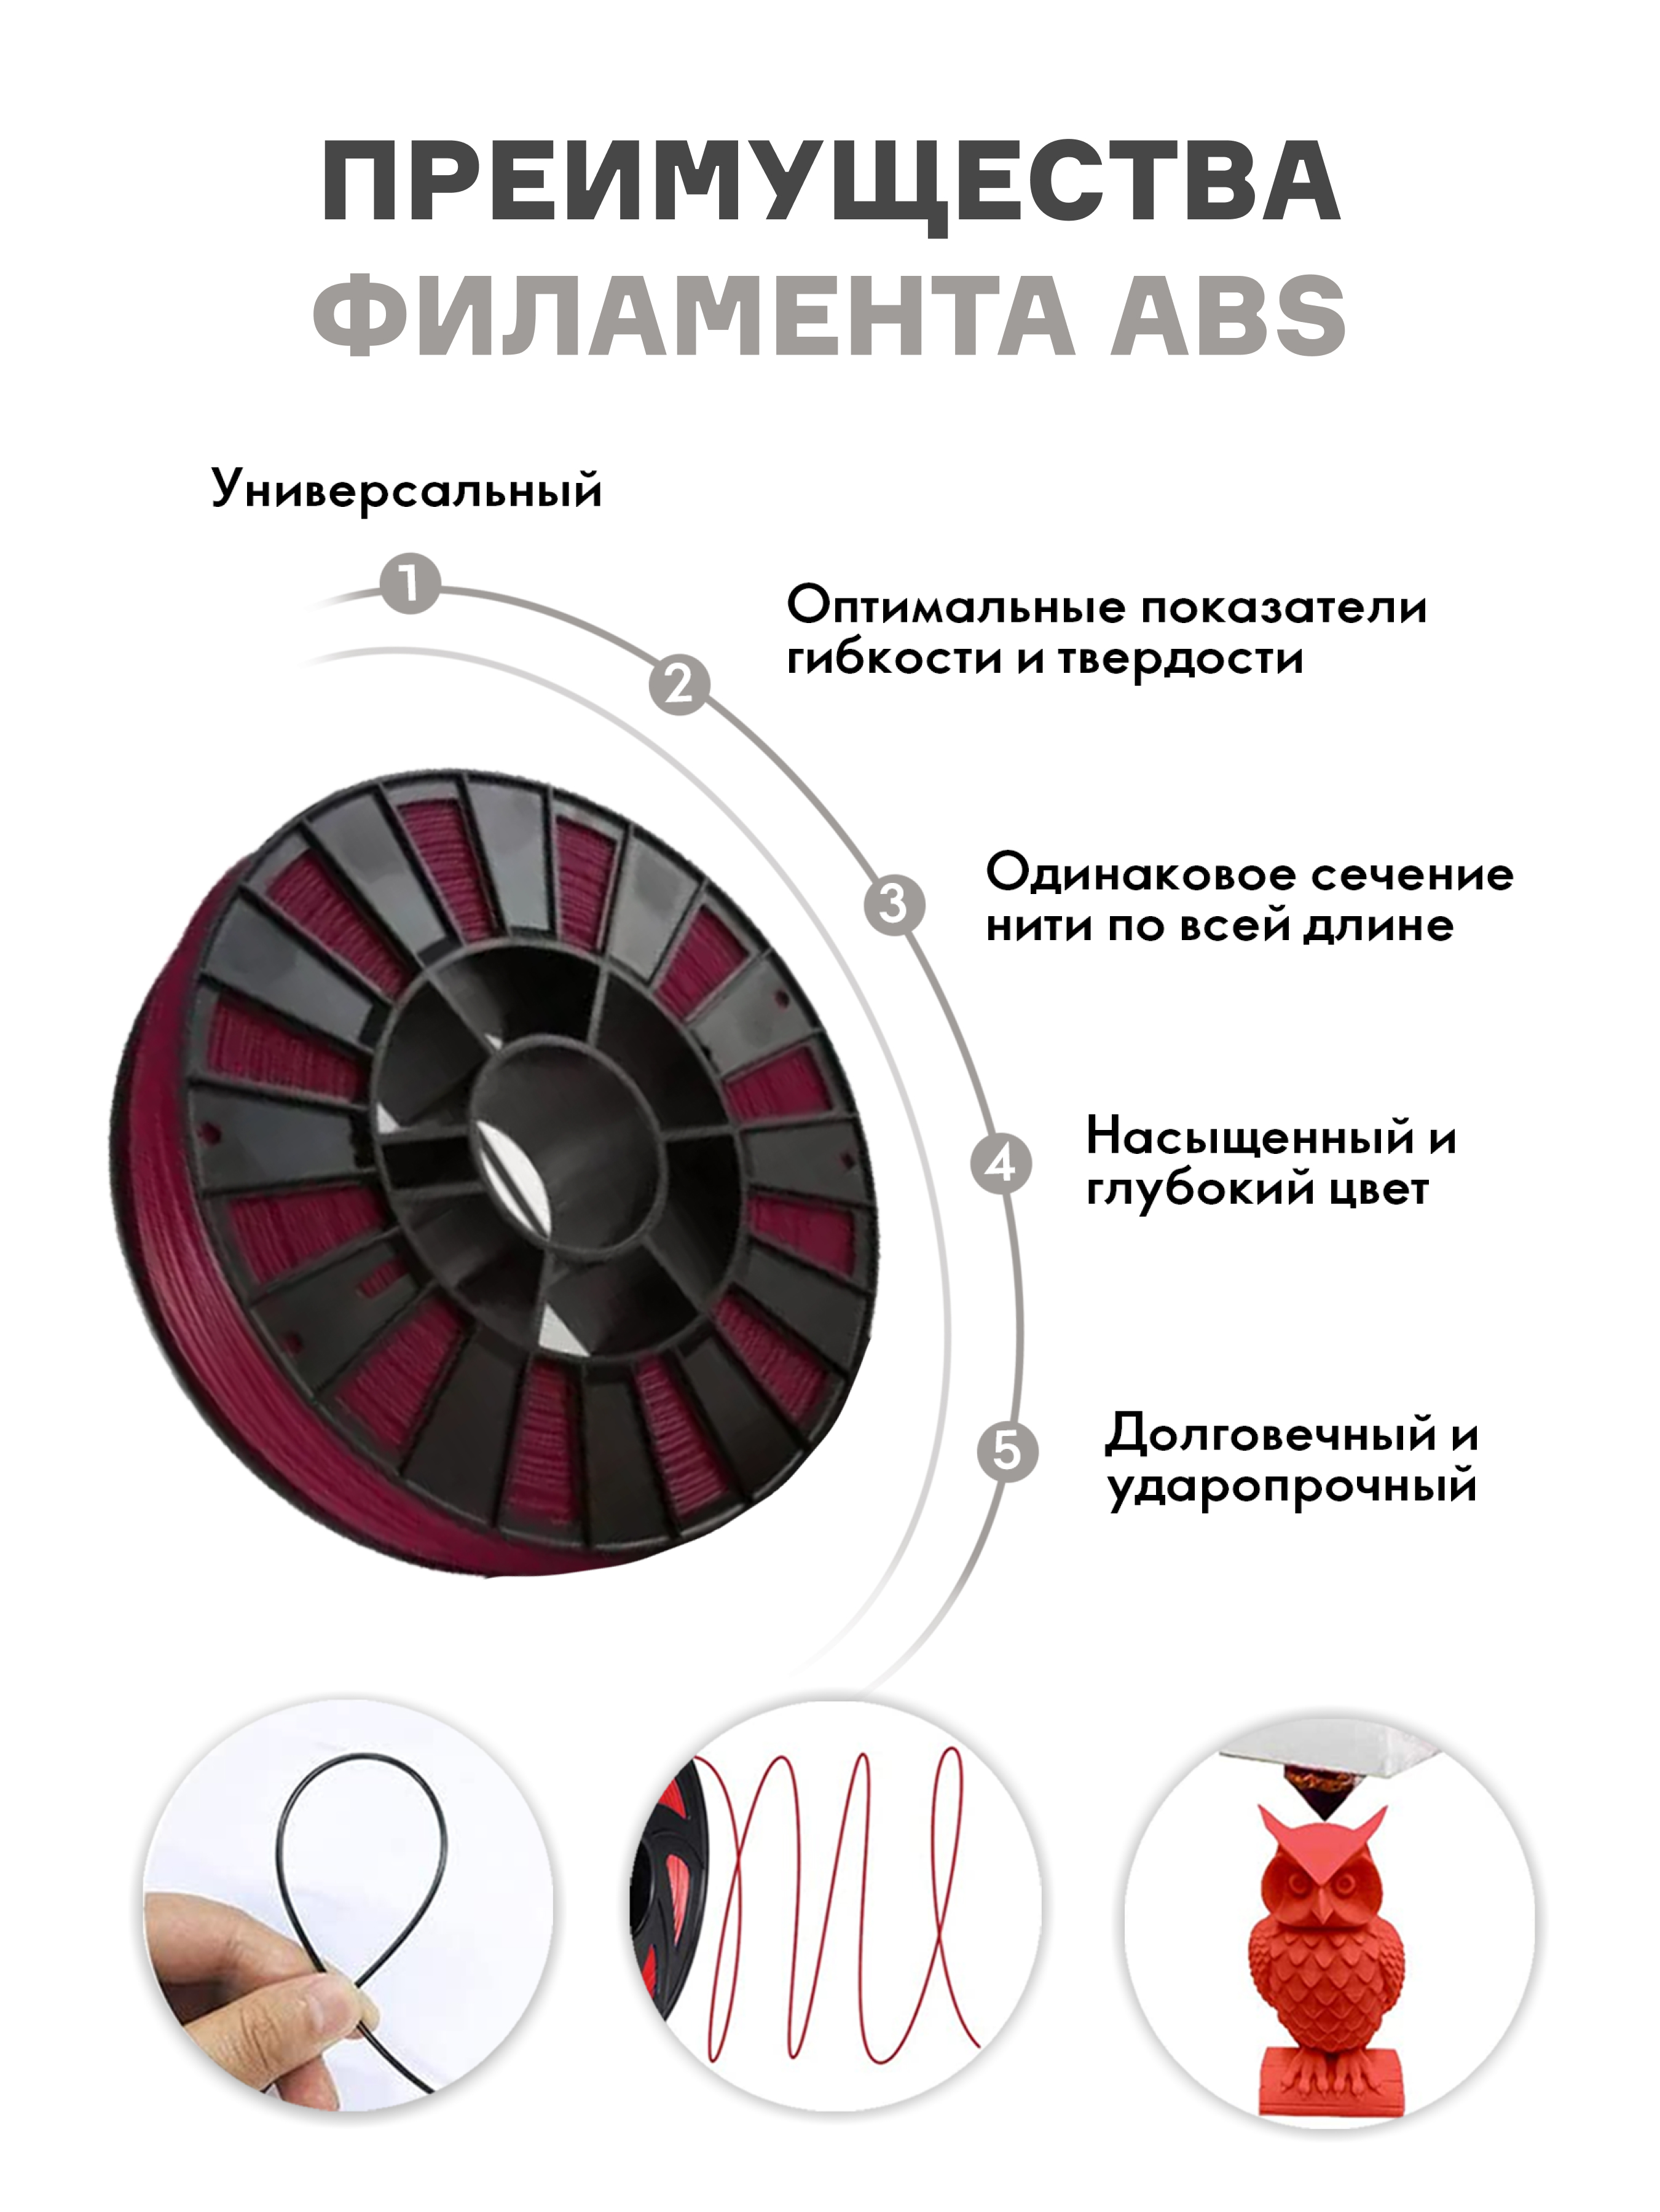 ПРЕИМУЩЕСТВА
ФИЛАМЕНТА ABS
Универсальный
1
2
Оптимальные показатели
гибкости и твердости
3
Одинаковое сечение
нити по всей длине
4
Насыщенный и
глубокий цвет
5
Долговечный и
ударопрочный